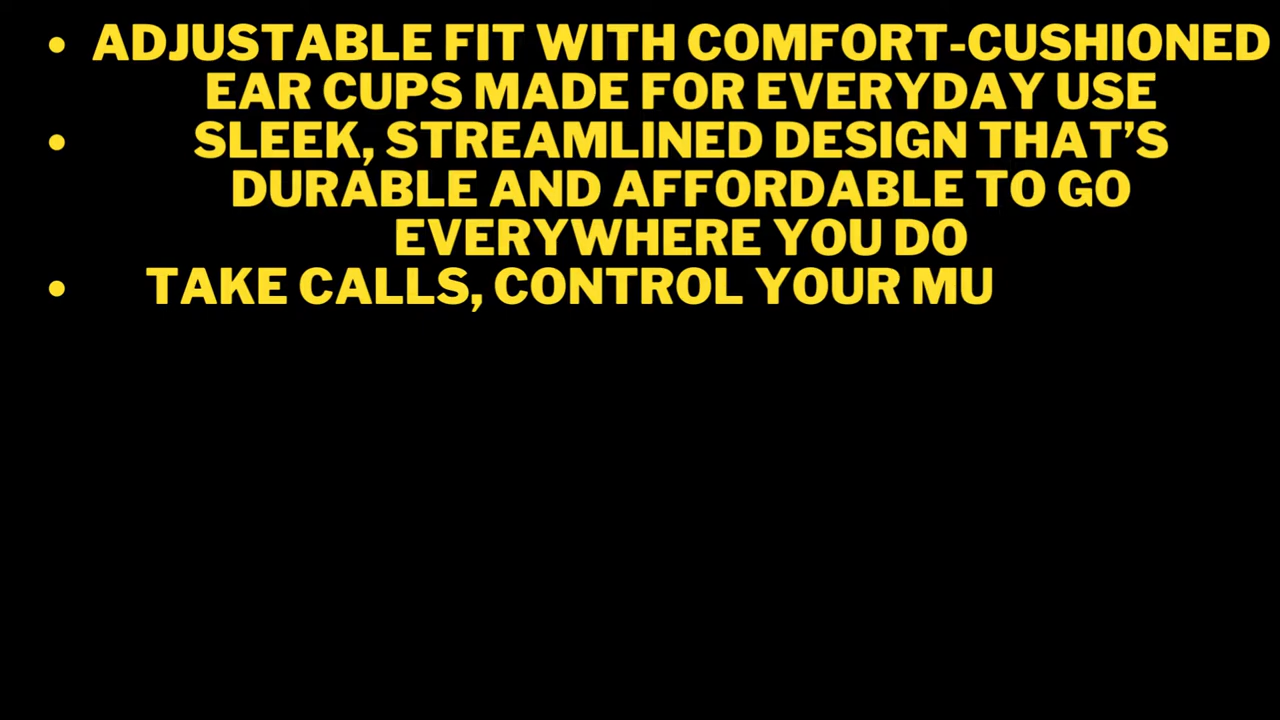 • ADJUSTABLE FIT WITH COMFORT-CUSHIONED
EAR CUPS MADE FOR EVERYDAY USE
• SLEEK, STREAMLINED DESIGN THAT’S
DURABLE AND AFFORDABLE TO GO
EVERYWHERE YOU DO
• TAKE CALLS, CONTROL YOUR MU